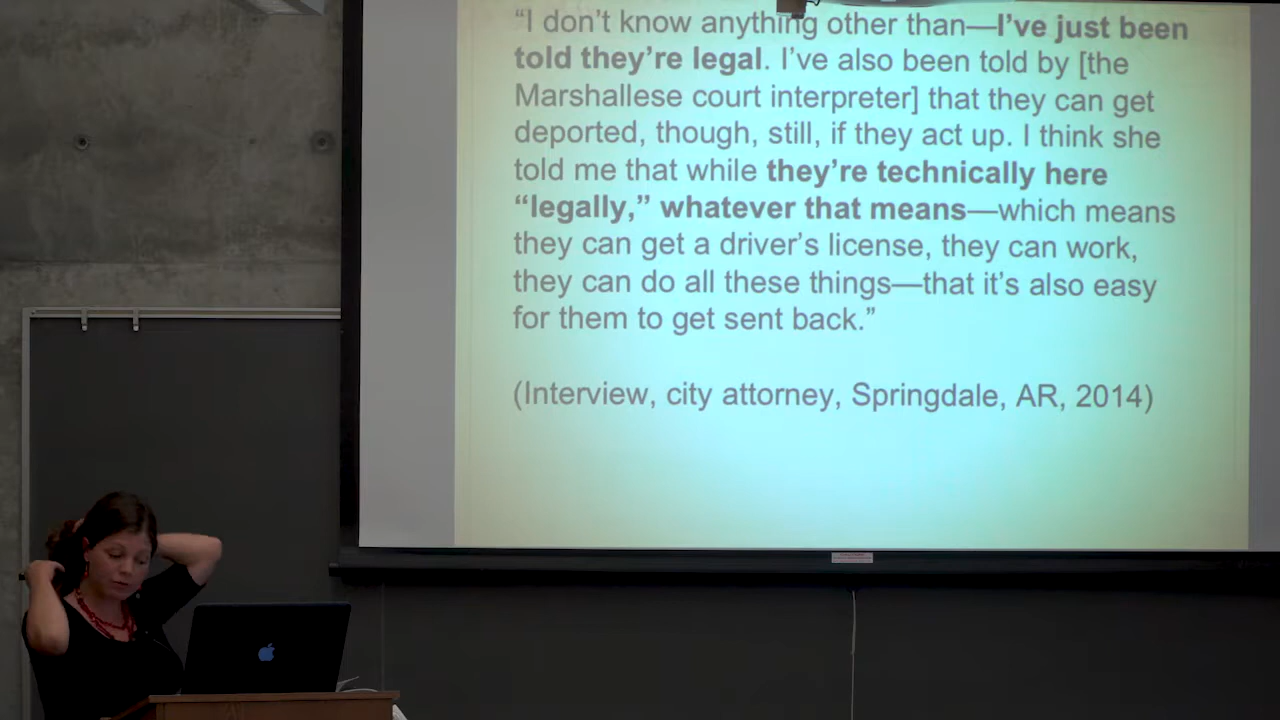 “I don’t know anything other than—I’ve just been
told they’re legal. I’ve also been told by [the
Marshallese court interpreter] that they can get
deported, though, still, if they act up. I think she
told me that while they’re technically here
“legally,” whatever that means—which means
they can get a driver’s license, they can work,
they can do all these things—that it’s also easy
for them to get sent back.”
(Interview, city attorney, Springdale, AR, 2014)